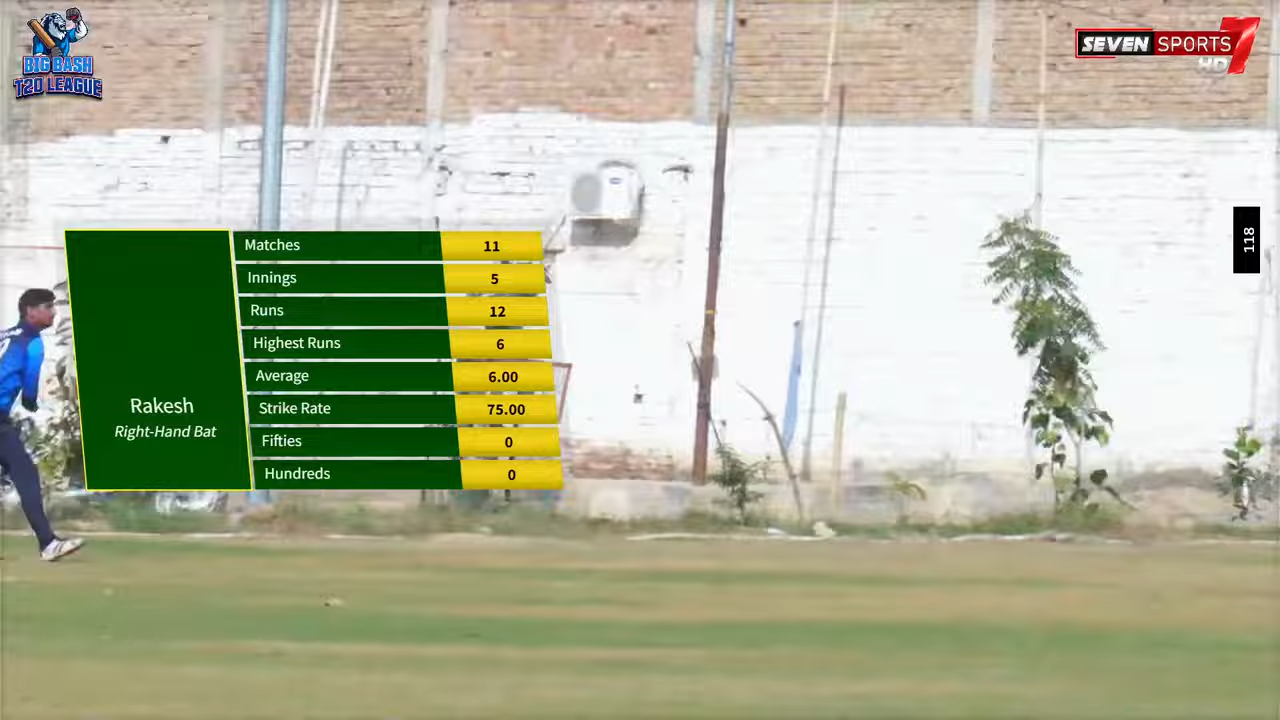 BIG BASH
T20 LEAGUE
SEVEN SPORTS 7
HD
118
Matches 11
Innings 5
Runs 12
Highest Runs 6
Average 6.00
Strike Rate 75.00
Fifties 0
Hundreds 0
Rakesh
Right-Hand Bat